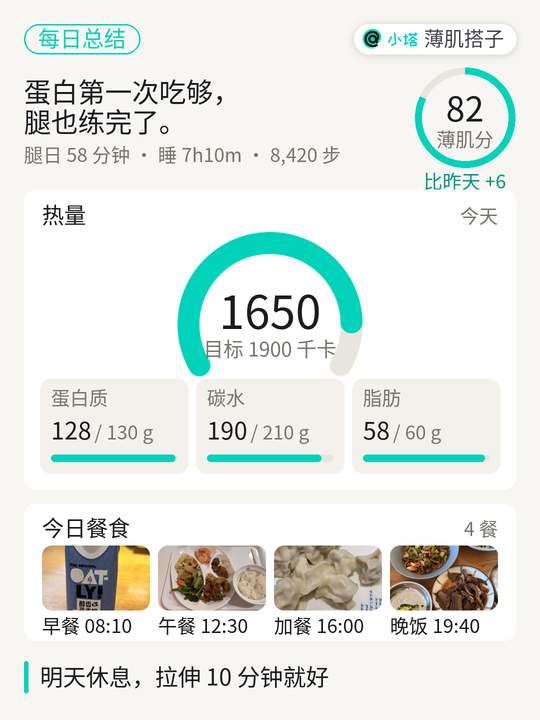 每日总结
小塔 薄肌搭子
蛋白第一次吃够，
腿也练完了。
腿日 58 分钟 · 睡 7h10m · 8,420 步
82
薄肌分
比昨天 +6
热量
今天
1650
目标 1900 千卡
蛋白质
128 / 130 g
碳水
190 / 210 g
脂肪
58 / 60 g
今日餐食
4 餐
OAT-
LY!
早餐 08:10
午餐 12:30
加餐 16:00
晚饭 19:40
明天休息，拉伸 10 分钟就好